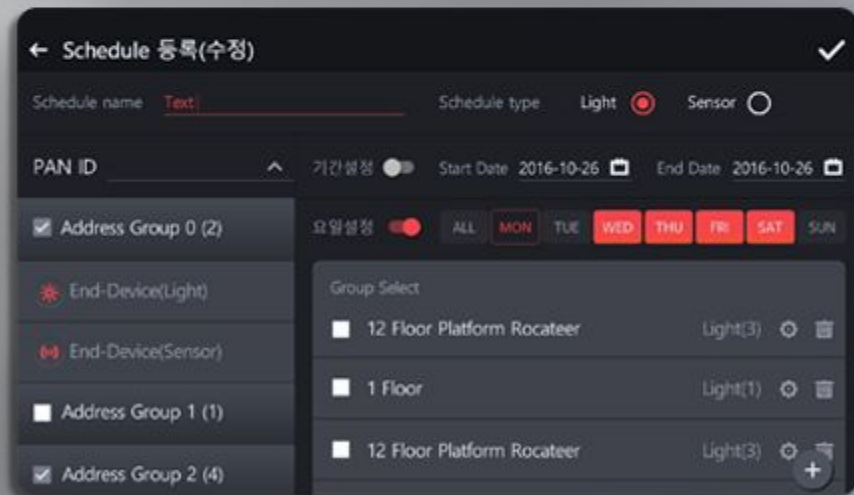 Schedule 등록(수정)
Schedule name Text Schedule type Light Sensor
PAN ID
기간설정 Start Date 2016-10-26 End Date 2016-10-26
요일설정 ALL MON TUE WED THU FRI SAT SUN
Address Group 0 (2)
End-Device(Light)
End-Device(Sensor)
Address Group 1 (1)
Address Group 2 (4)
Group Select
12 Floor Platform Rocateer Light(3)
1 Floor Light(1)
12 Floor Platform Rocateer Light(3)